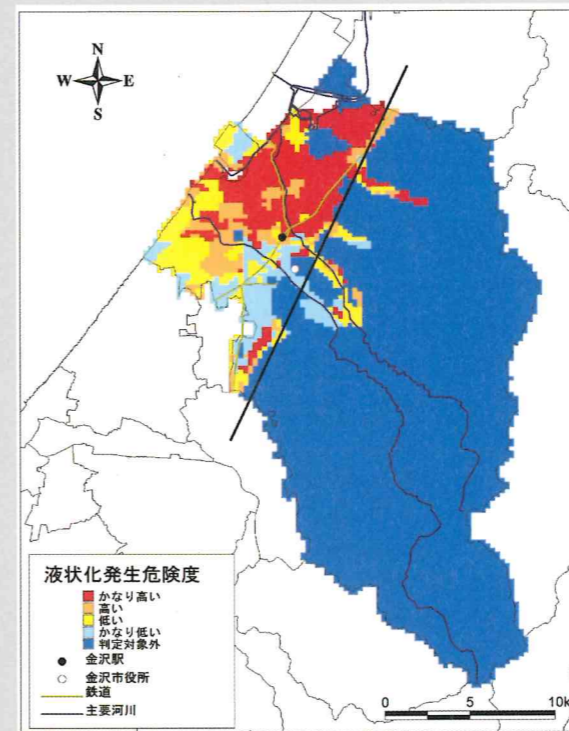 N
W E
S
液状化発生危険度
かなり高い
高い
低い
かなり低い
判定対象外
金沢駅
金沢市役所
鉄道
主要河川
0 5 10k